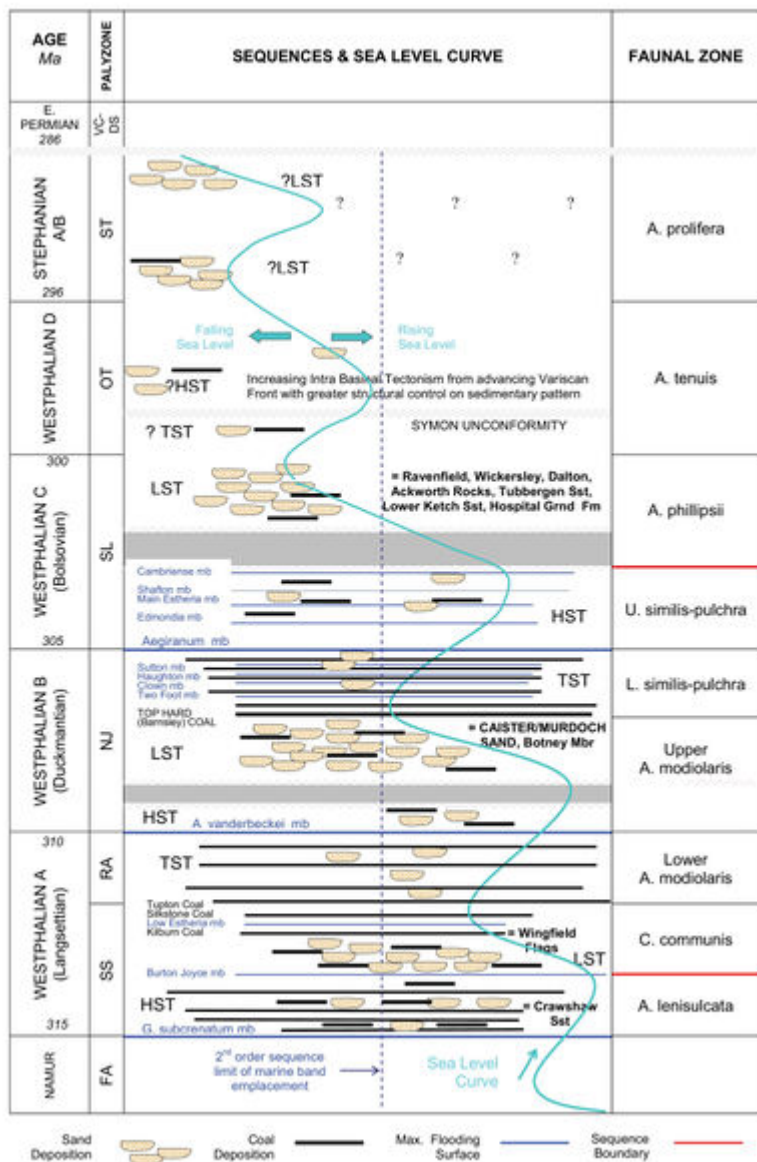 AGE
Ma
PALYZONE
SEQUENCES & SEA LEVEL CURVE
FAUNAL ZONE
E.
PERMIAN
286
VC-
DS
STEPHANIAN
A/B
296
ST
?LST
?
?
?
?LST
?
?
A. prolifera
WESTPHALIAN D
OT
Falling
Sea Level
Rising
Sea Level
?HST
Increasing Intra Basinal Tectonism from advancing Variscan
Front with greater structural control on sedimentary pattern
? TST
SYMON UNCONFORMITY
A. tenuis
300
WESTPHALIAN C
(Bolsovian)
305
SL
LST
= Ravenfield, Wickersley, Dalton,
Ackworth Rocks, Tubbergen Sst,
Lower Ketch Sst, Hospital Grnd Fm
A. phillipsii
Cambriense mb
Shafton mb
Main Estheria mb
Edmondia mb
HST
Aegiranum mb
U. similis-pulchra
WESTPHALIAN B
(Duckmantian)
NJ
Sutton mb
Haughton mb
Clown mb
Two Foot mb
TST
TOP HARD
(Barnsley) COAL
L. similis-pulchra
= CAISTER/MURDOCH
SAND, Botney Mbr
LST
Upper
A. modiolaris
HST
A. vanderbeckei mb
310
WESTPHALIAN A
(Langsettian)
315
RA
TST
Lower
A. modiolaris
SS
Tupton Coal
Silkstone Coal
Low Estheria mb
Kilburn Coal
= Wingfield
Flags
LST
C. communis
Burton Joyce mb
HST
= Crawshaw
Sst
G. subcrenatum mb
A. lenisulcata
NAMUR
FA
2nd order sequence
limit of marine band
emplacement
Sea Level
Curve
Sand
Deposition
Coal
Deposition
Max. Flooding
Surface
Sequence
Boundary